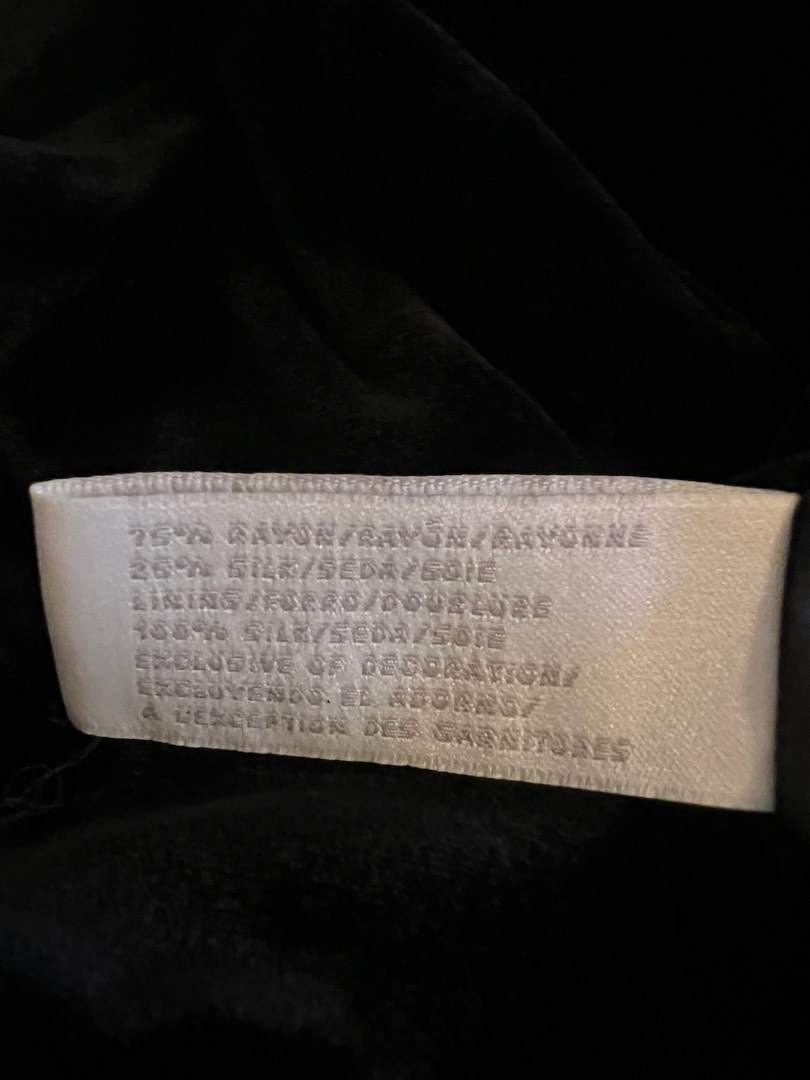 75% RAYON/RAYÓN/RAYONNE
25% SILK/SEDA/SOIE
LINING/FORRO/DOUBLURE
100% SILK/SEDA/SOIE
EXCLUSIVE OF DECORATION/
EXCLUYENDO EL ADORNO/
A L'EXCEPTION DES GARNITURES